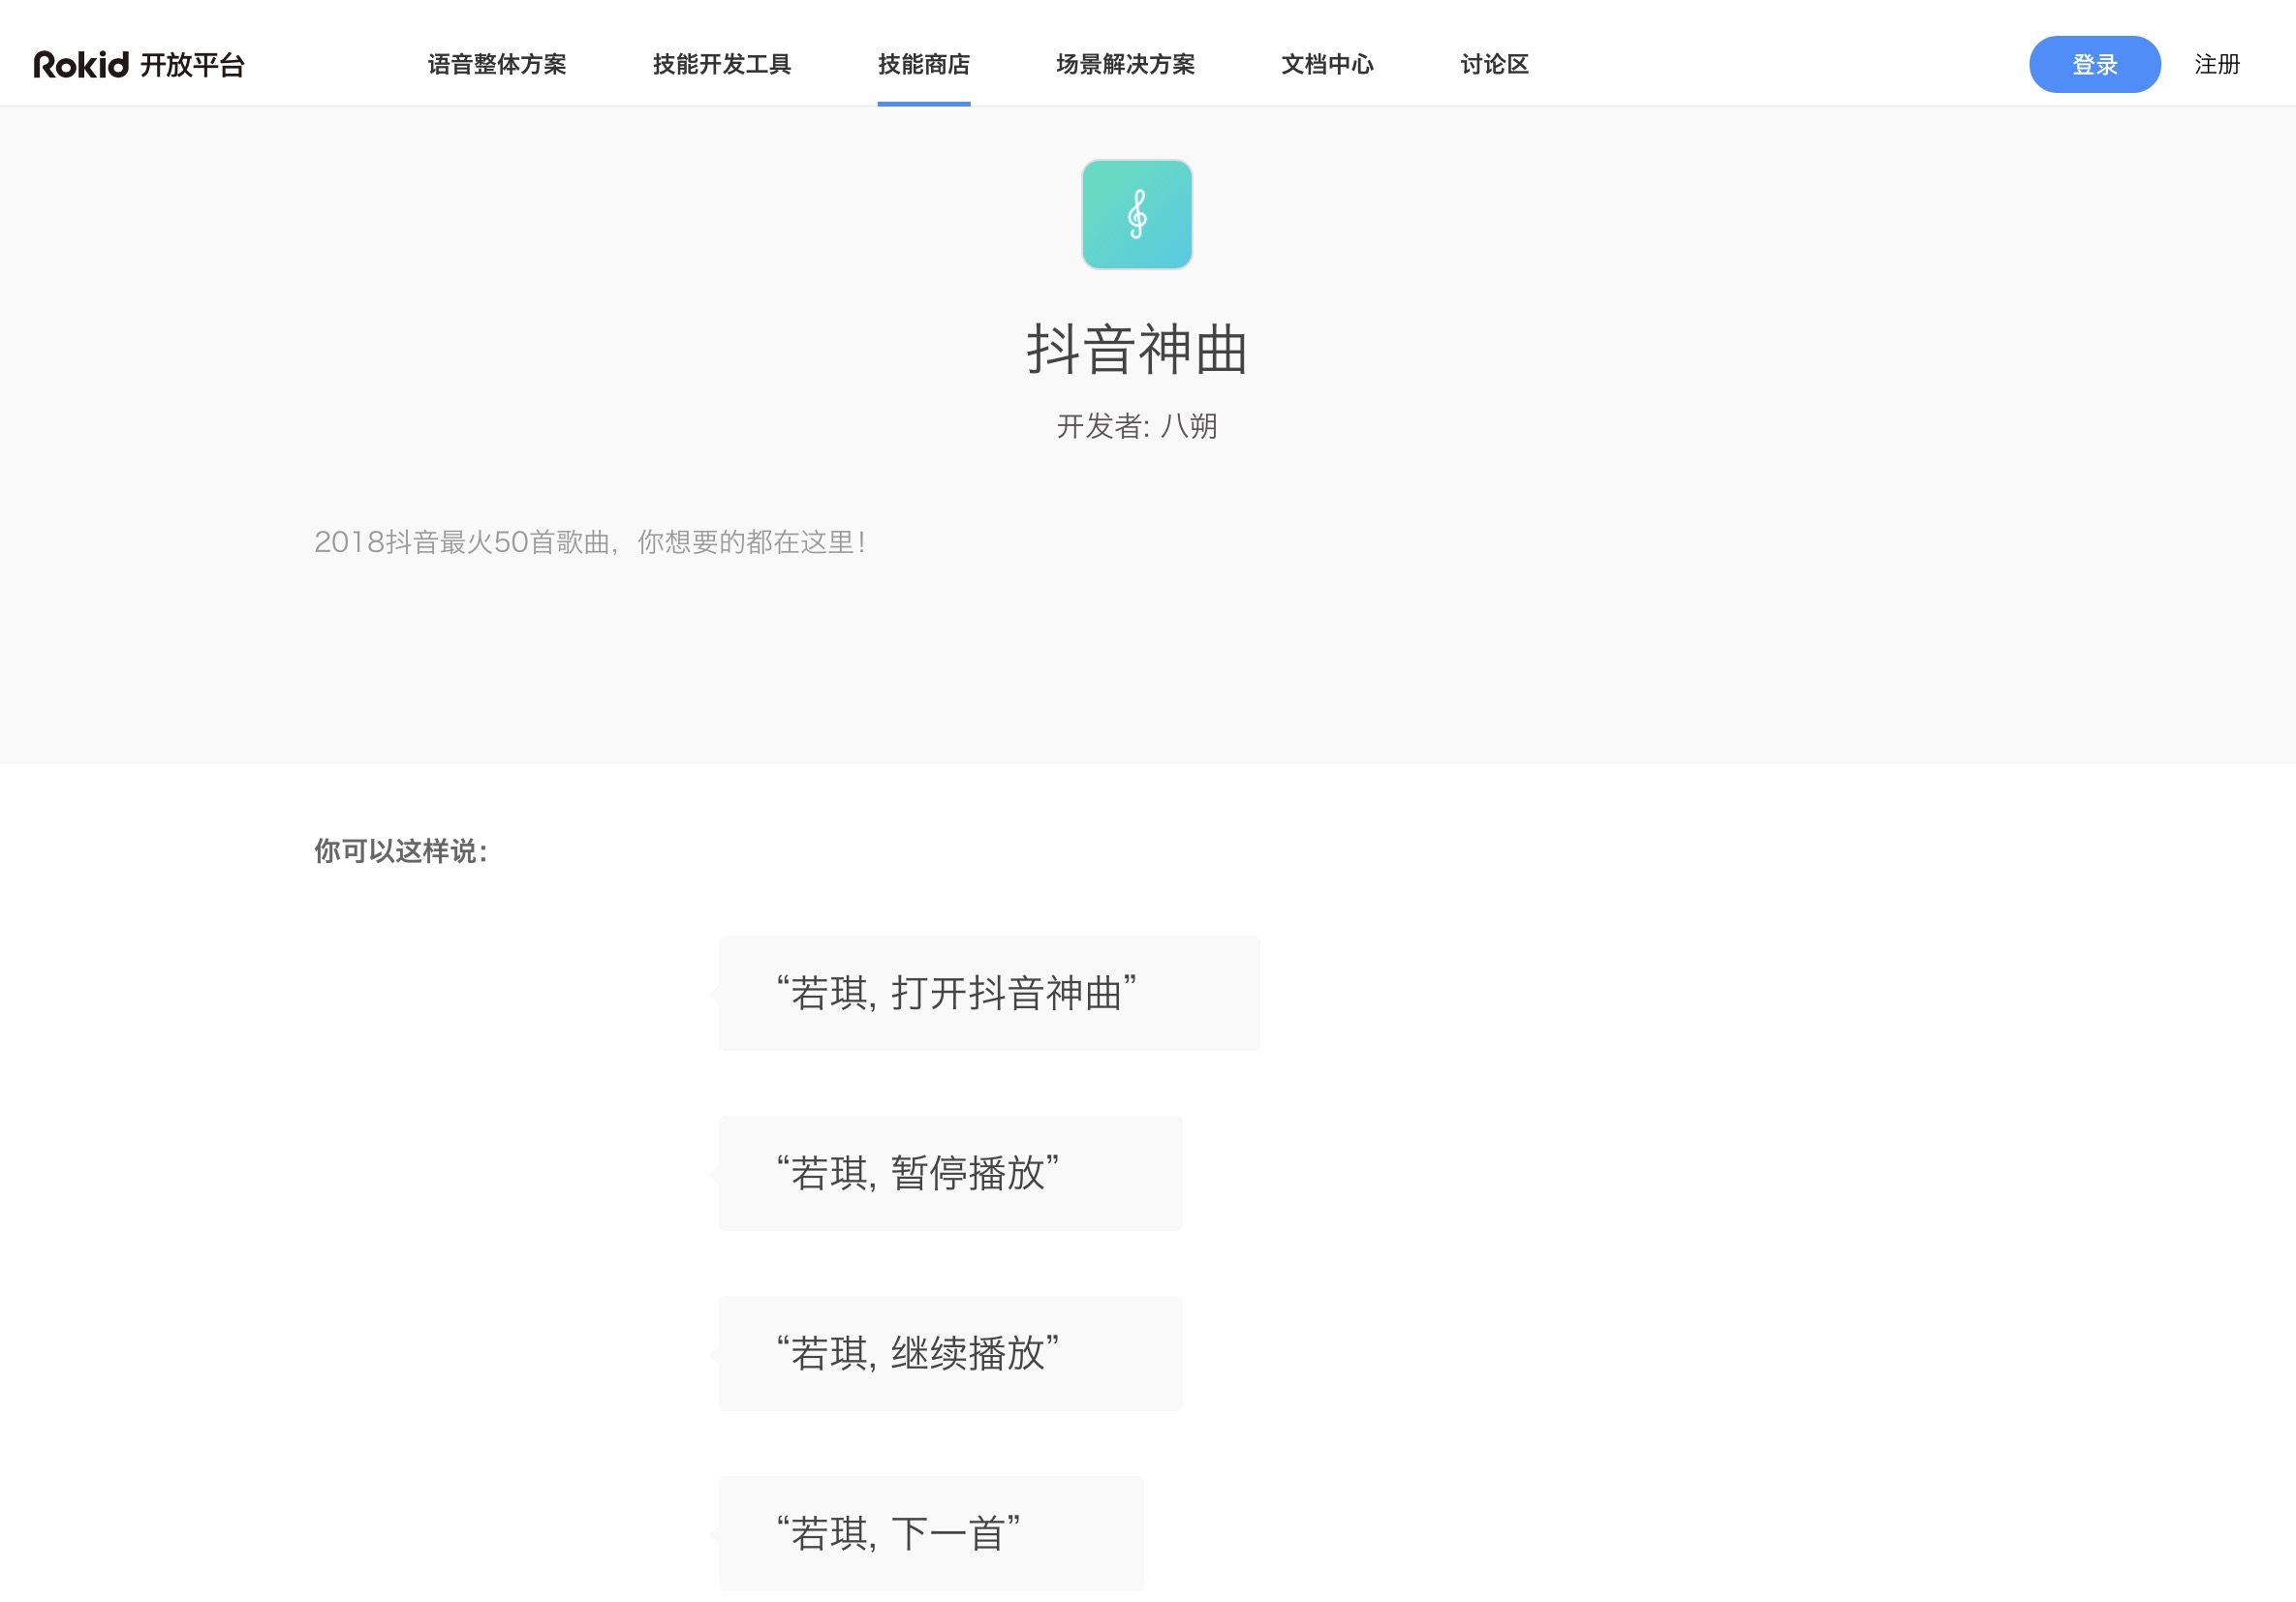 Rokid 开放平台 语音整体方案 技能开发工具 技能商店 场景解决方案 文档中心 讨论区 登录 注册
抖音神曲
开发者: 八朔
2018抖音最火50首歌曲，你想要的都在这里！
你可以这样说：
“若琪, 打开抖音神曲”
“若琪, 暂停播放”
“若琪, 继续播放”
“若琪, 下一首”